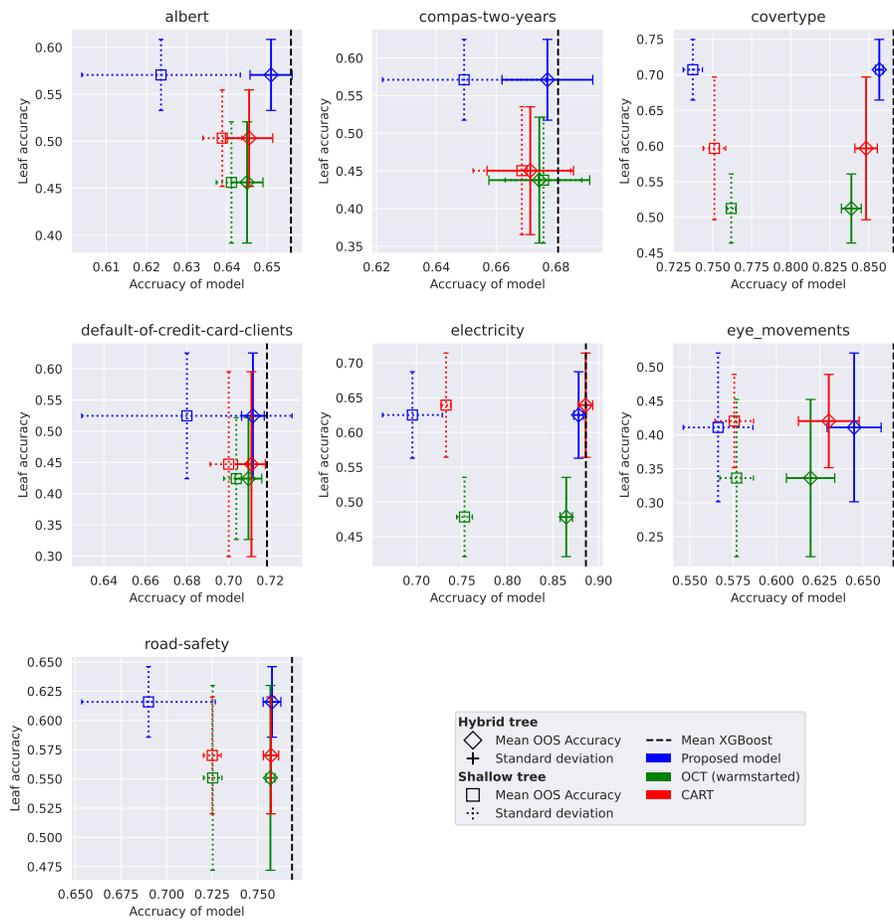 albert
Leaf accuracy
0.60
0.55
0.50
0.45
0.40
0.61 0.62 0.63 0.64 0.65
Accruacy of model
compas-two-years
Leaf accuracy
0.60
0.55
0.50
0.45
0.40
0.35
0.62 0.64 0.66 0.68
Accruacy of model
covertype
Leaf accuracy
0.75
0.70
0.65
0.60
0.55
0.50
0.45
0.725 0.750 0.775 0.800 0.825 0.850
Accruacy of model
default-of-credit-card-clients
Leaf accuracy
0.60
0.55
0.50
0.45
0.40
0.35
0.30
0.64 0.66 0.68 0.70 0.72
Accruacy of model
electricity
Leaf accuracy
0.70
0.65
0.60
0.55
0.50
0.45
0.70 0.75 0.80 0.85 0.90
Accruacy of model
eye_movements
Leaf accuracy
0.50
0.45
0.40
0.35
0.30
0.25
0.550 0.575 0.600 0.625 0.650
Accruacy of model
road-safety
Leaf accuracy
0.650
0.625
0.600
0.575
0.550
0.525
0.500
0.475
0.650 0.675 0.700 0.725 0.750
Accruacy of model
Hybrid tree
Mean OOS Accuracy
Standard deviation
Shallow tree
Mean OOS Accuracy
Standard deviation
Mean XGBoost
Proposed model
OCT (warmstarted)
CART